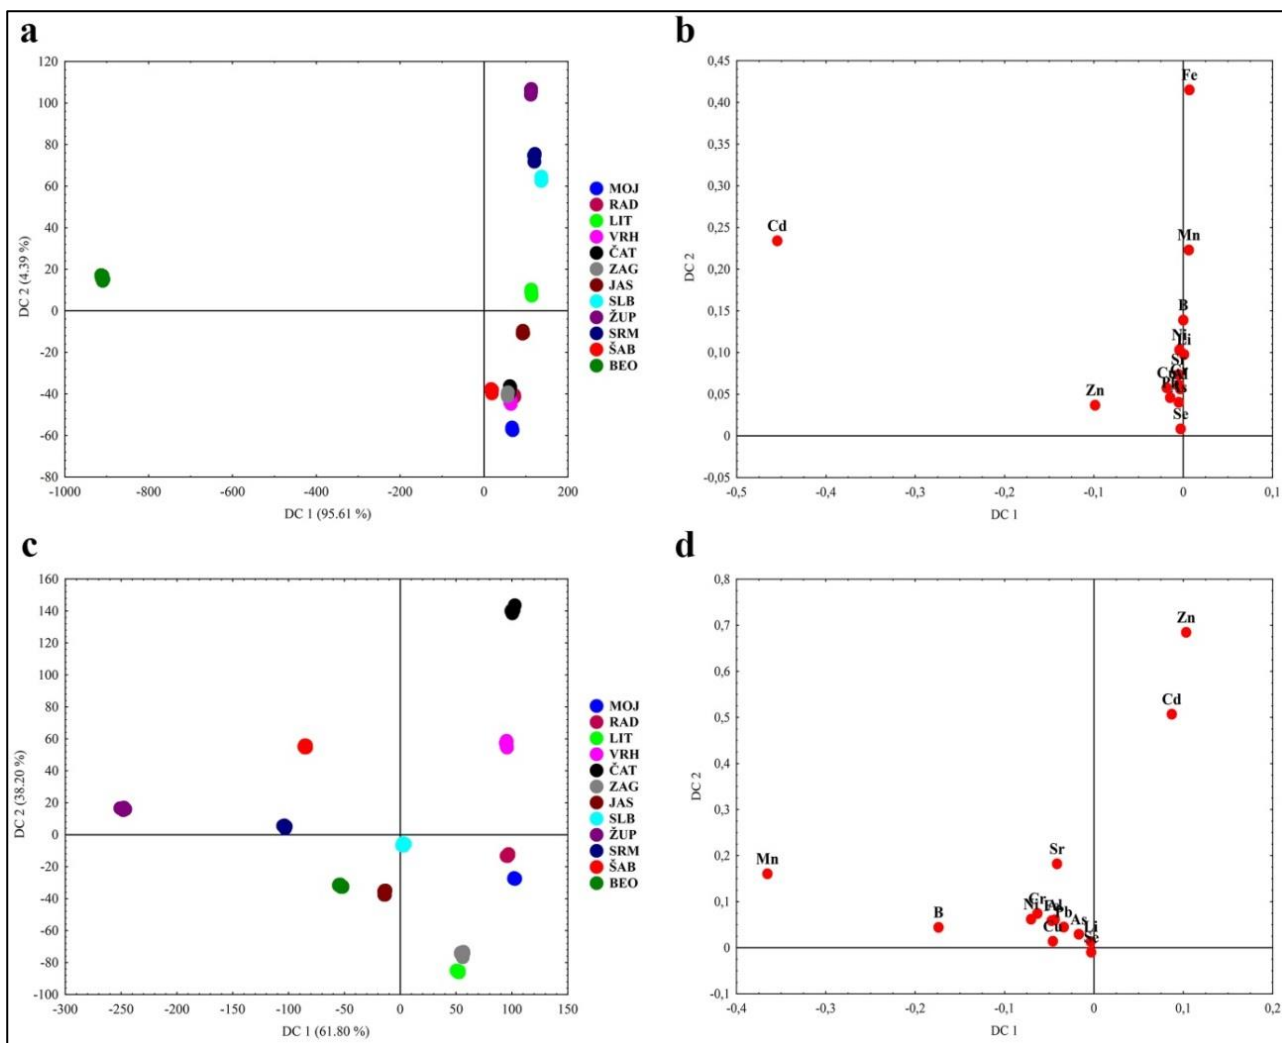 a
120
100
80
60
40
20
0
-20
-40
-60
-80
-1000 -800 -600 -400 -200 0 200
DC 2 (4.39 %)
DC 1 (95.61 %)
MOJ
RAD
LIT
VRH
ČAT
ZAG
JAS
SLB
ŽUP
SRM
ŠAB
BEO
b
0,45
0,40
0,35
0,30
0,25
0,20
0,15
0,10
0,05
0
-0,05
-0,5 -0,4 -0,3 -0,2 -0,1 0 0,1
DC 2
DC 1
Fe
Cd
Mn
B
Ni Li
Zn
Se
c
160
140
120
100
80
60
40
20
0
-20
-40
-60
-80
-100
-300 -250 -200 -150 -100 -50 0 50 100 150
DC 2 (38.20 %)
DC 1 (61.80 %)
MOJ
RAD
LIT
VRH
ČAT
ZAG
JAS
SLB
ŽUP
SRM
ŠAB
BEO
d
0,8
0,7
0,6
0,5
0,4
0,3
0,2
0,1
0
-0,1
-0,4 -0,3 -0,2 -0,1 0 0,1 0,2
DC 2
DC 1
Zn
Cd
Sr
Mn
B
Ni Cr Al Pb As Li
Cu Se